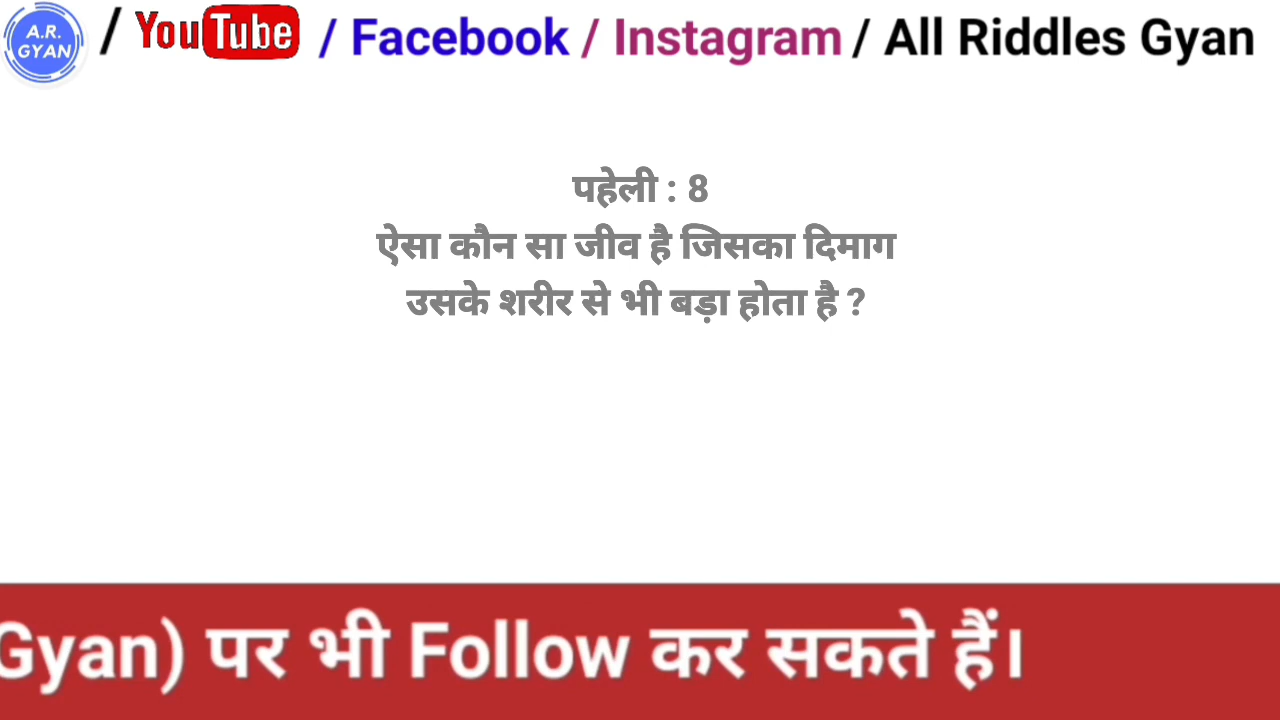 A.R.
GYAN
/ YouTube / Facebook / Instagram / All Riddles Gyan
पहेली : 8
ऐसा कौन सा जीव है जिसका दिमाग
उसके शरीर से भी बड़ा होता है ?
Gyan) पर भी Follow कर सकते हैं।